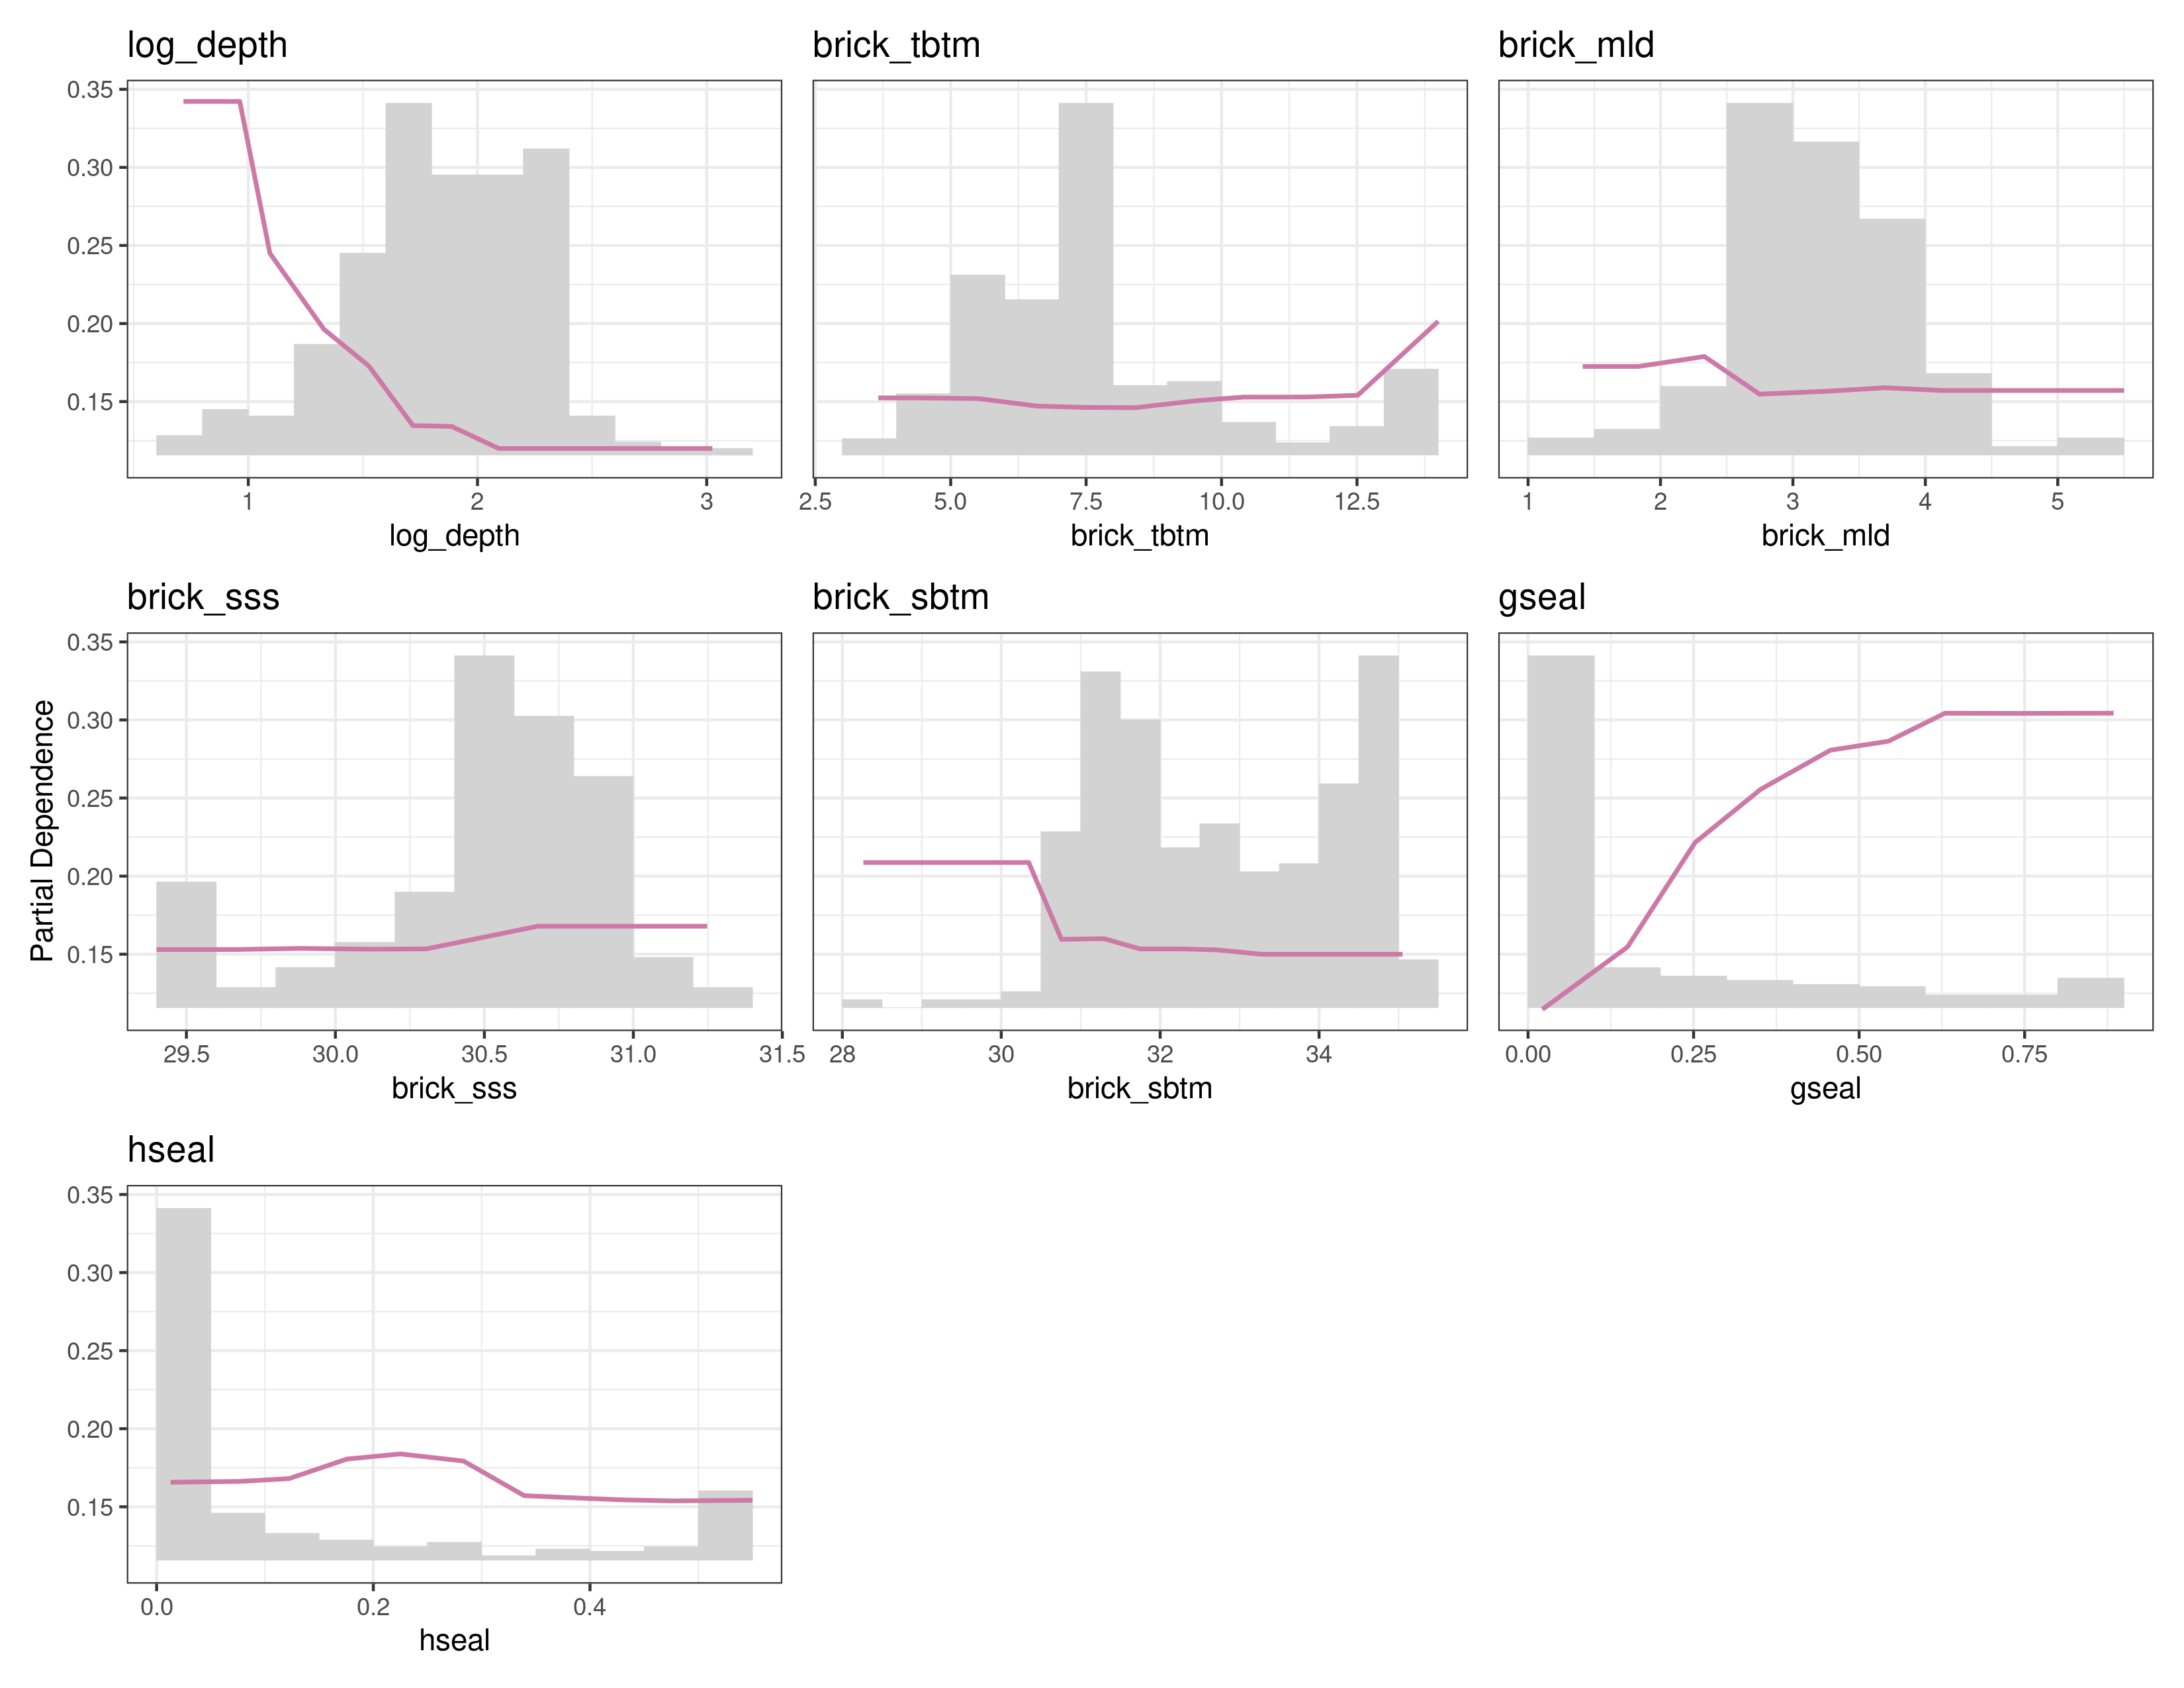 log_depth brick_tbtm brick_mld
0.35
0.30
0.25
0.20
0.15
1 2 3 2.5 5.0 7.5 10.0 12.5 1 2 3 4 5
log_depth brick_tbtm brick_mld
brick_sss brick_sbtm gseal
0.35
0.30
0.25
0.20
0.15
Partial Dependence
29.5 30.0 30.5 31.0 31.5 28 30 32 34 0.00 0.25 0.50 0.75
brick_sss brick_sbtm gseal
hseal
0.35
0.30
0.25
0.20
0.15
0.0 0.2 0.4
hseal